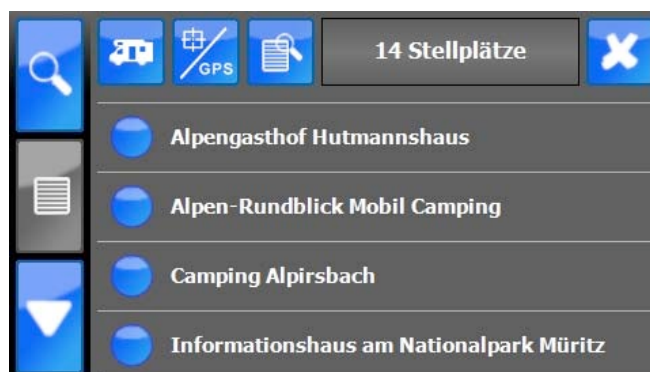 GPS
14 Stellplätze
Alpengasthof Hutmannshaus
Alpen-Rundblick Mobil Camping
Camping Alpirsbach
Informationshaus am Nationalpark Müritz